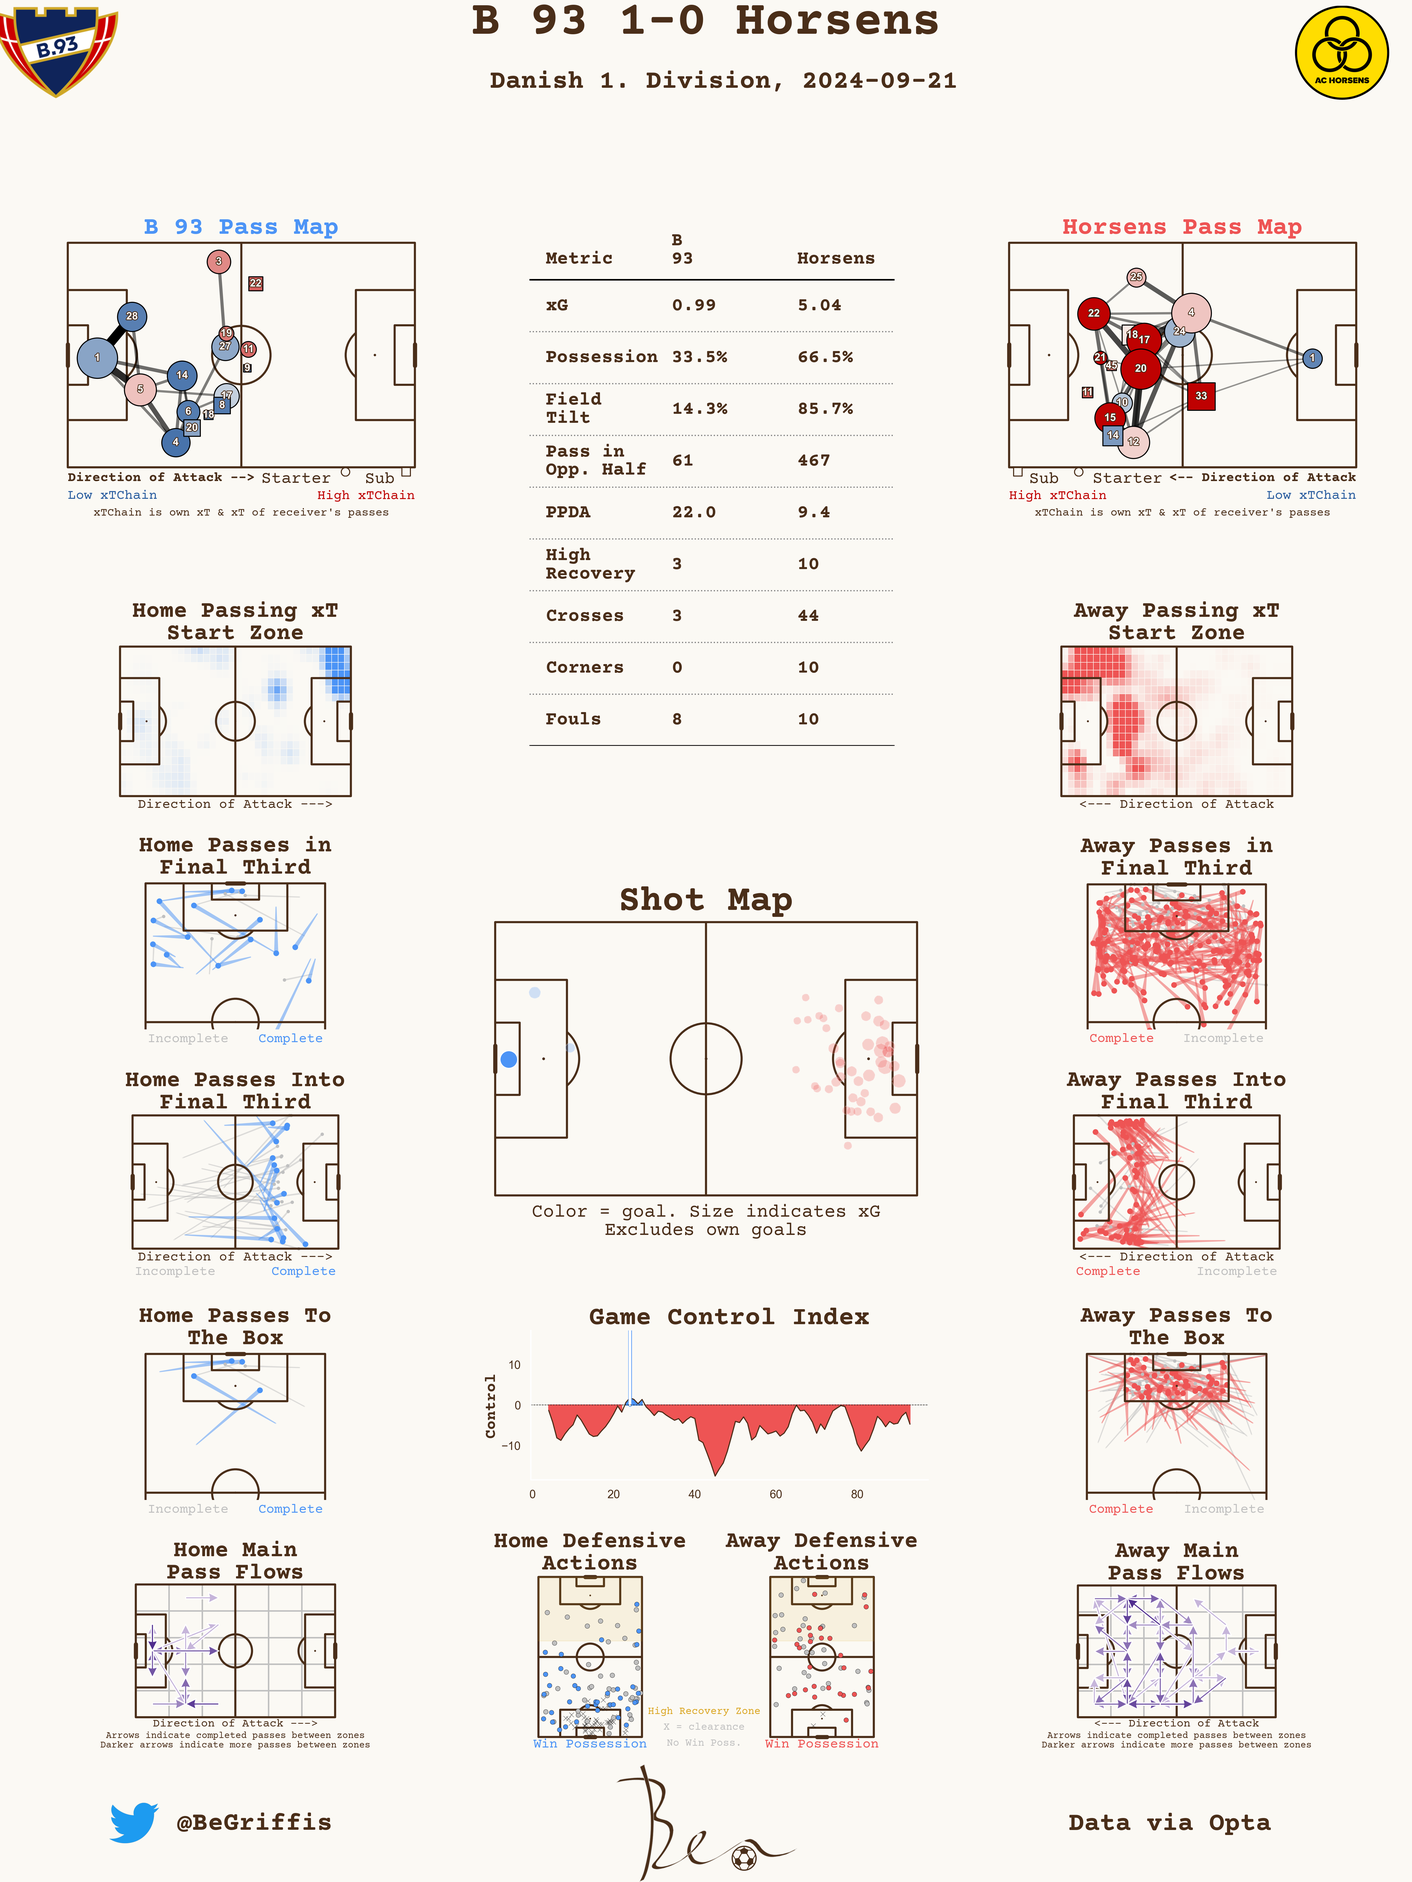 B 93 1-0 Horsens
Danish 1. Division, 2024-09-21
B.93
AC HORSENS
B 93 Pass Map
3
22
28
19
27
11
1
9
14
5
17
8
6
18
20
4
Direction of Attack --> Starter Sub
Low xTChain High xTChain
xTChain is own xT & xT of receiver's passes
Metric B 93 Horsens
xG 0.99 5.04
Possession 33.5% 66.5%
Field Tilt 14.3% 85.7%
Pass in Opp. Half 61 467
PPDA 22.0 9.4
High Recovery 3 10
Crosses 3 44
Corners 0 10
Fouls 8 10
Horsens Pass Map
25
22
4
24
18
17
21
45
20
1
11
10
33
15
14
12
Sub Starter <-- Direction of Attack
High xTChain Low xTChain
xTChain is own xT & xT of receiver's passes
Home Passing xT
Start Zone
Direction of Attack --->
Away Passing xT
Start Zone
<--- Direction of Attack
Home Passes in
Final Third
Incomplete Complete
Away Passes in
Final Third
Complete Incomplete
Shot Map
Color = goal. Size indicates xG
Excludes own goals
Home Passes Into
Final Third
Direction of Attack --->
Incomplete Complete
Away Passes Into
Final Third
<--- Direction of Attack
Complete Incomplete
Home Passes To
The Box
Incomplete Complete
Game Control Index
Control
10
0
−10
0 20 40 60 80
Away Passes To
The Box
Complete Incomplete
Home Main
Pass Flows
Direction of Attack --->
Arrows indicate completed passes between zones
Darker arrows indicate more passes between zones
Home Defensive
Actions
Win Possession
Away Defensive
Actions
Win Possession
High Recovery Zone
X = clearance
No Win Poss.
Away Main
Pass Flows
<--- Direction of Attack
Arrows indicate completed passes between zones
Darker arrows indicate more passes between zones
@BeGriffis
Ben
Data via Opta